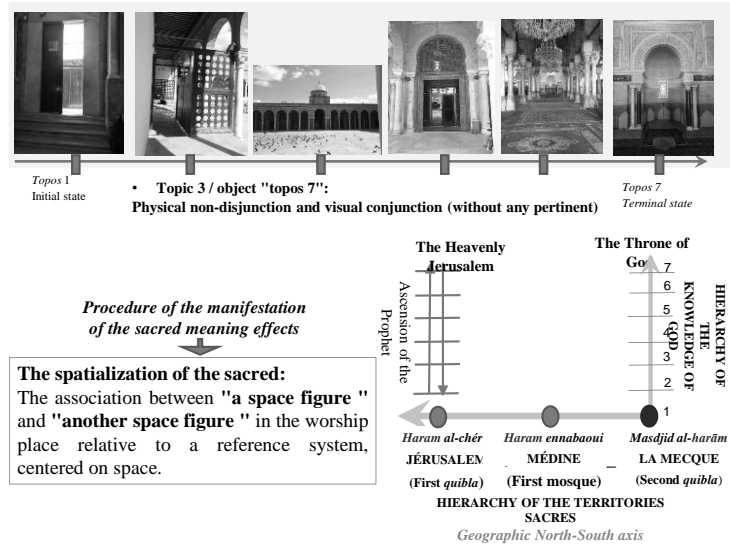 Topos 1
Initial state
• Topic 3 / object "topos 7":
Physical non-disjunction and visual conjunction (without any pertinent)
Topos 7
Terminal state
Procedure of the manifestation
of the sacred meaning effects
The spatialization of the sacred:
The association between "a space figure "
and "another space figure " in the worship
place relative to a reference system,
centered on space.
The Heavenly
Jerusalem
Ascension of the
Prophet
The Throne of
God
7
6
5
4
3
2
1
HIERARCHY OF
THE
KNOWLEDGE OF
GOD
Haram al-chér
JÉRUSALEM
(First quibla)
Haram ennabaoui
MÉDINE
(First mosque)
Masdjid al-harām
LA MECQUE
(Second quibla)
HIERARCHY OF THE TERRITORIES
SACRES
Geographic North-South axis